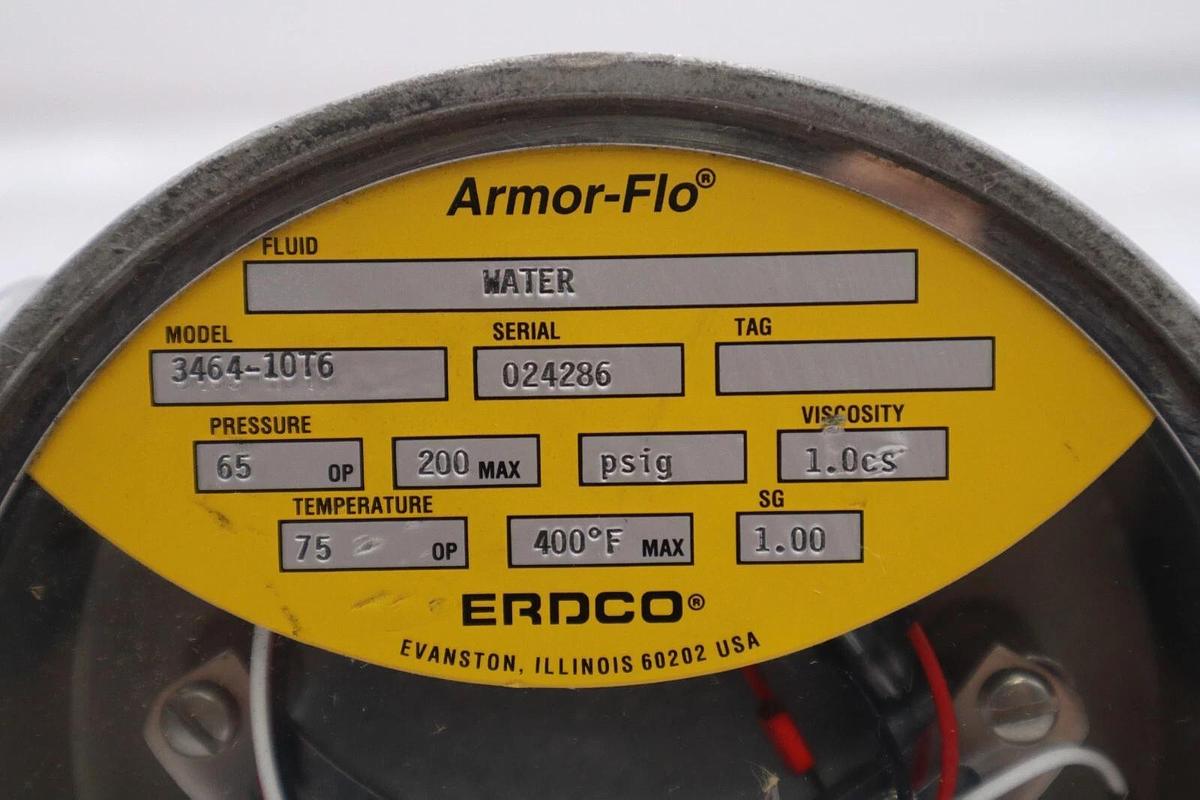 Armor-Flo®
FLUID
WATER
MODEL SERIAL TAG
3464-10T6 024286
PRESSURE VISCOSITY
65 OP 200 MAX psig 1.0cs
TEMPERATURE SG
75 OP 400°F MAX 1.00
ERDCO®
EVANSTON, ILLINOIS 60202 USA